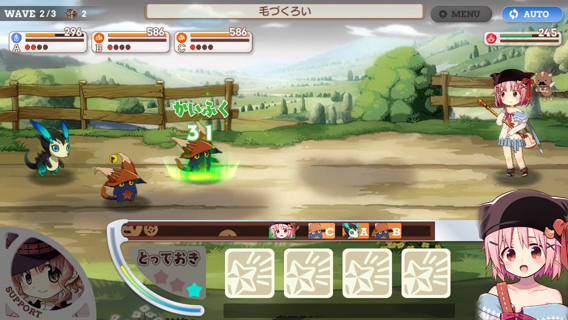 WAVE 2/3 2
毛づくろい
MENU
AUTO
296
A
586
B
586
C
245
かいふく
31
C A B
とっておき
SUPPORT